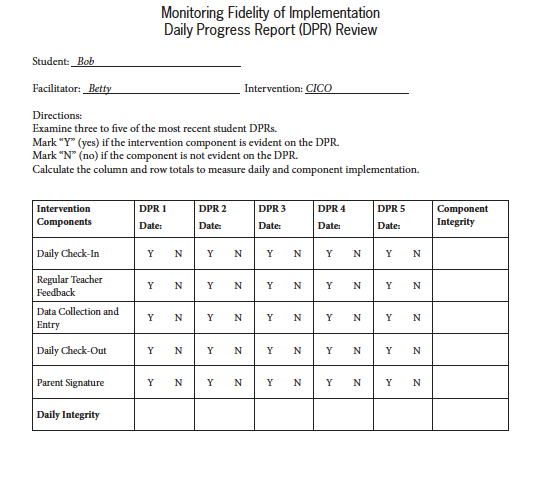 Monitoring Fidelity of Implementation
Daily Progress Report (DPR) Review
Student: Bob
Facilitator: Betty Intervention: CICO
Directions:
Examine three to five of the most recent student DPRs.
Mark “Y” (yes) if the intervention component is evident on the DPR.
Mark “N” (no) if the component is not evident on the DPR.
Calculate the column and row totals to measure daily and component implementation.
Intervention DPR 1 DPR 2 DPR 3 DPR 4 DPR 5 Component
Components Date: Date: Date: Date: Date: Integrity
Daily Check-In Y N Y N Y N Y N Y N
Regular Teacher
Feedback Y N Y N Y N Y N Y N
Data Collection and
Entry Y N Y N Y N Y N Y N
Daily Check-Out Y N Y N Y N Y N Y N
Parent Signature Y N Y N Y N Y N Y N
Daily Integrity